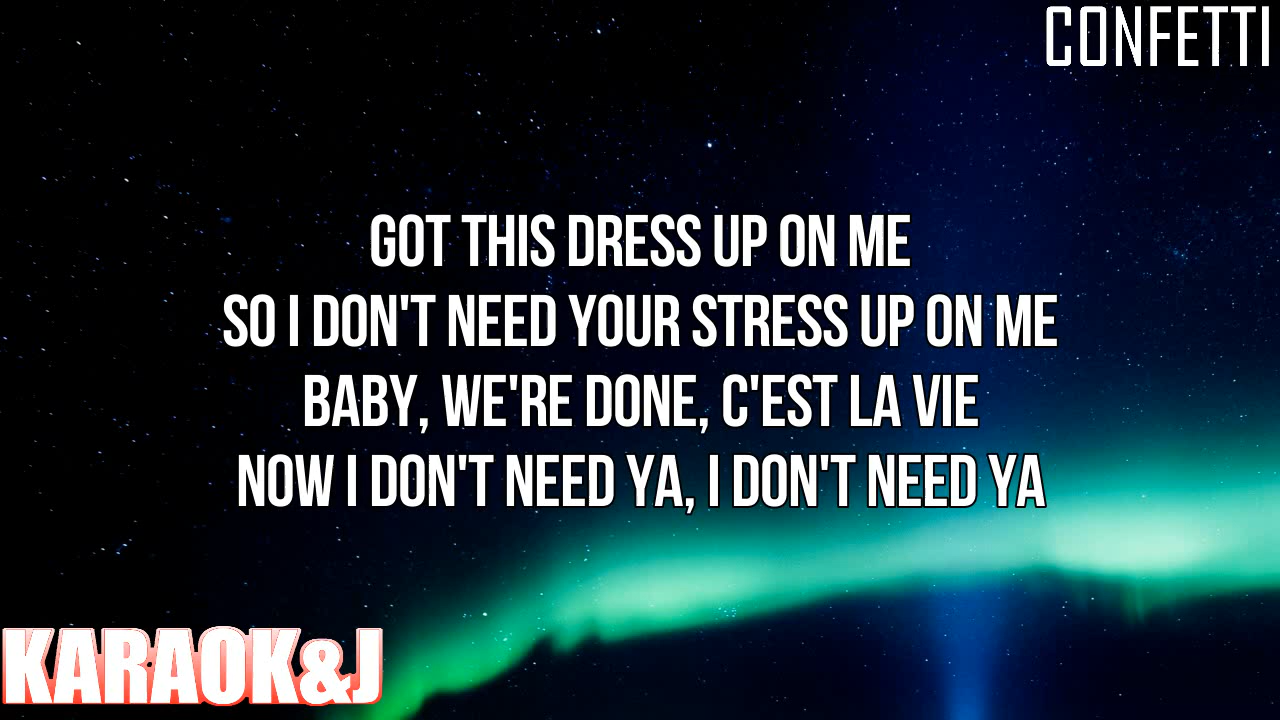 CONFETTI
GOT THIS DRESS UP ON ME
SO I DON'T NEED YOUR STRESS UP ON ME
BABY, WE'RE DONE, C'EST LA VIE
NOW I DON'T NEED YA, I DON'T NEED YA
KARAOK&J